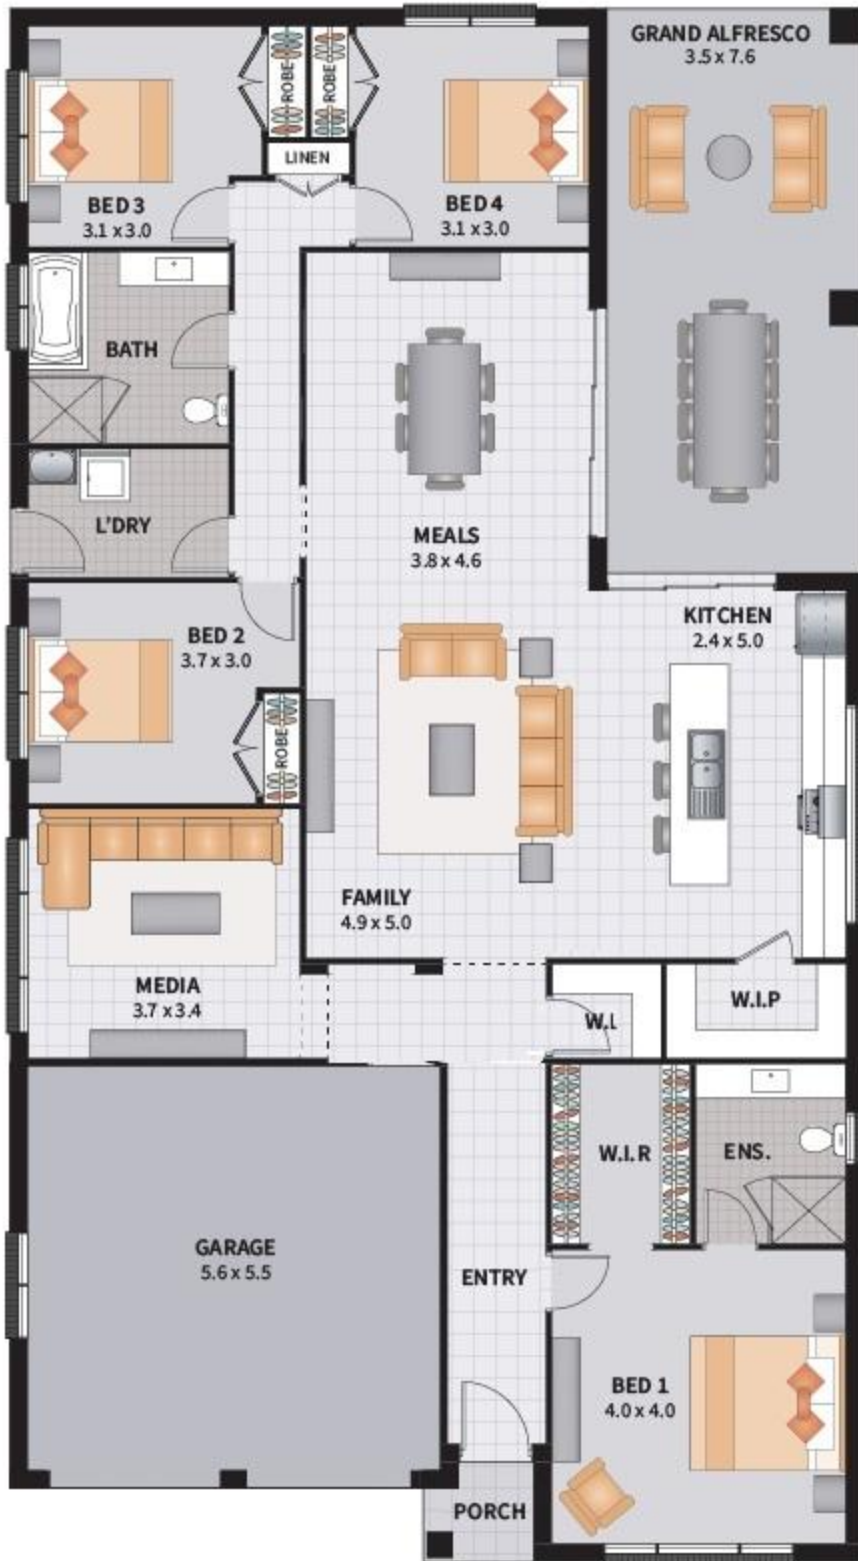 GRAND ALFRESCO
3.5 x 7.6
ROBE
ROBE
LINEN
BED 3
3.1 x 3.0
BED 4
3.1 x 3.0
BATH
L'DRY
MEALS
3.8 x 4.6
KITCHEN
2.4 x 5.0
BED 2
3.7 x 3.0
ROBE
FAMILY
4.9 x 5.0
MEDIA
3.7 x 3.4
W.I.P
W.I.R
ENS.
GARAGE
5.6 x 5.5
ENTRY
BED 1
4.0 x 4.0
PORCH